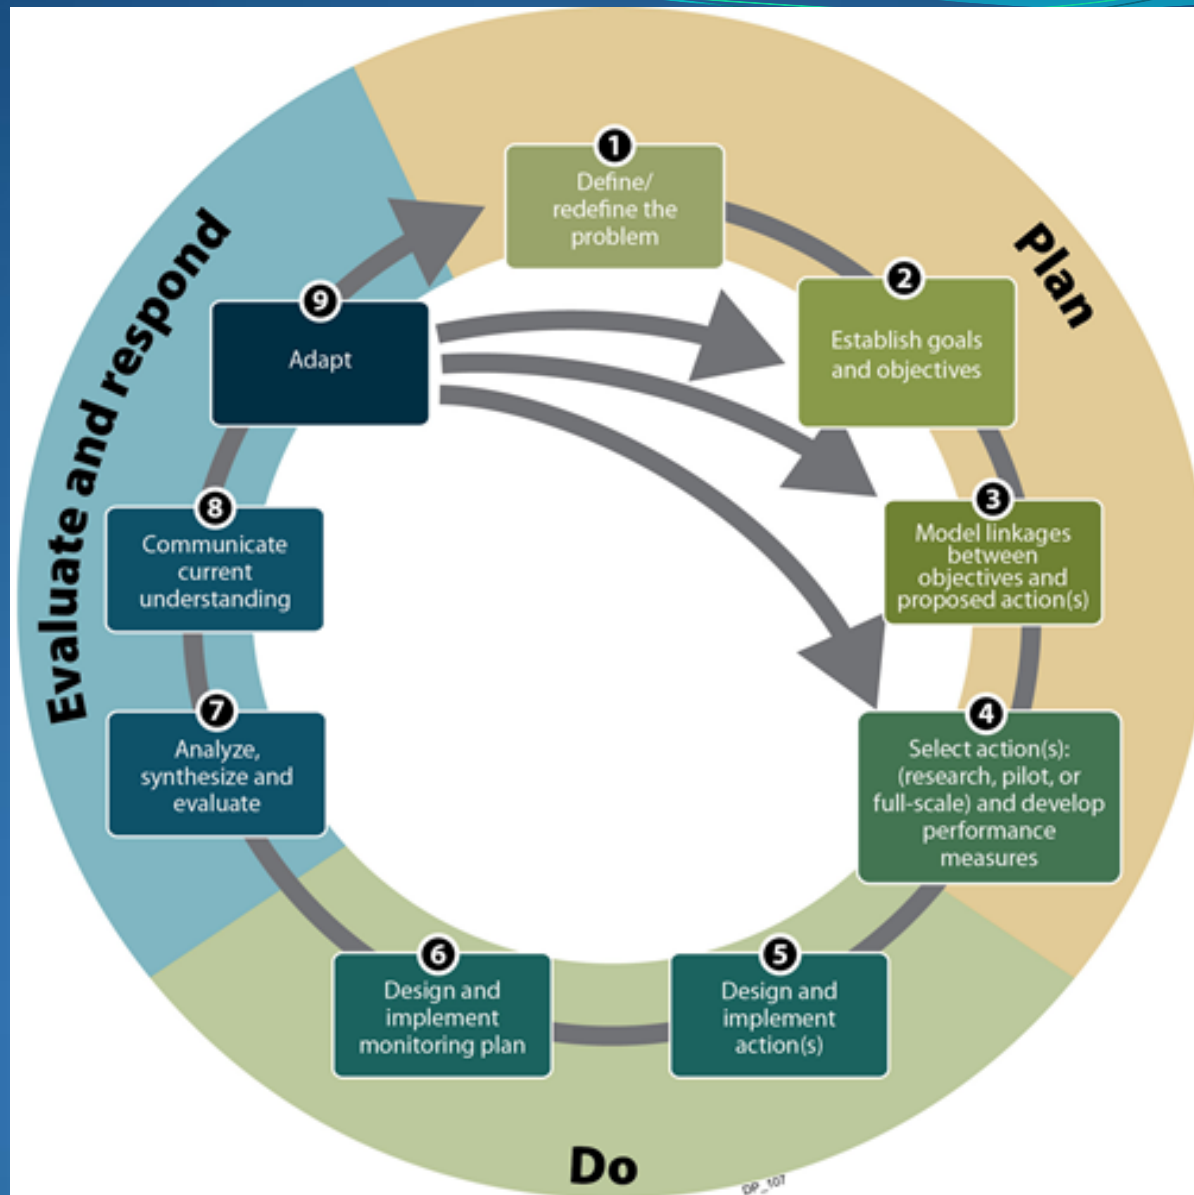 1
Define/
redefine the
problem
Plan
2
Establish goals
and objectives
3
Model linkages
between
objectives and
proposed action(s)
4
Select action(s):
(research, pilot, or
full-scale) and develop
performance
measures
5
Design and
implement
action(s)
Do
6
Design and
implement
monitoring plan
7
Analyze,
synthesize and
evaluate
8
Communicate
current
understanding
Evaluate and respond
9
Adapt
DP_107